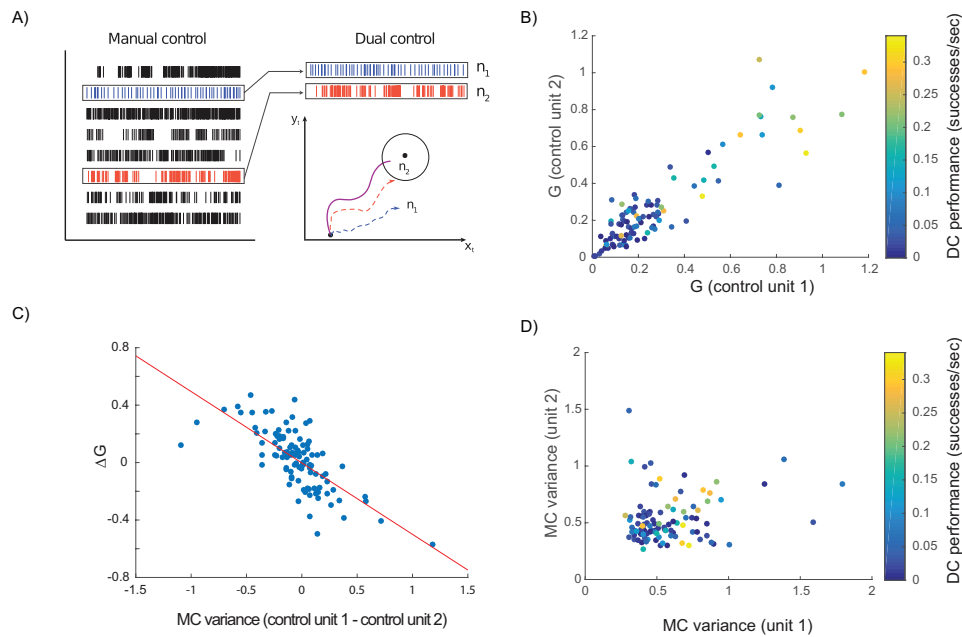 A)
Manual control
Dual control
n1
n2
yt
n2
n1
xt
B)
1.2
1
0.8
0.6
0.4
0.2
0
G (control unit 2)
0 0.2 0.4 0.6 0.8 1 1.2
G (control unit 1)
0.3
0.25
0.2
0.15
0.1
0.05
0
DC performance (successes/sec)
C)
0.8
0.4
0
-0.4
-0.8
ΔG
-1.5 -1 -0.5 0 0.5 1 1.5
MC variance (control unit 1 - control unit 2)
D)
2
1.5
1
0.5
0
MC variance (unit 2)
0 0.5 1 1.5 2
MC variance (unit 1)
0.3
0.25
0.2
0.15
0.1
0.05
0
DC performance (successes/sec)